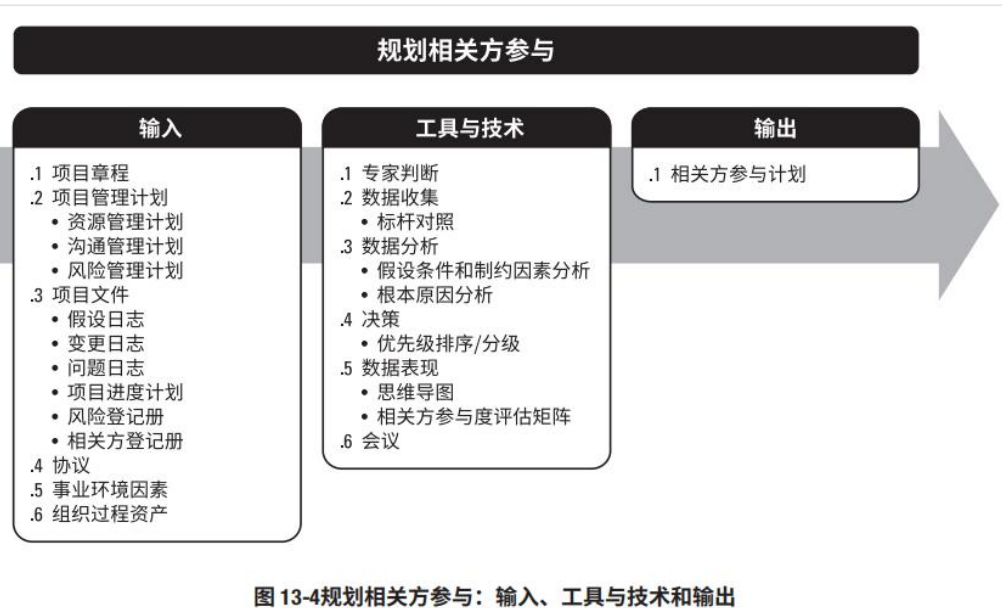 规划相关方参与
输入
.1 项目章程
.2 项目管理计划
• 资源管理计划
• 沟通管理计划
• 风险管理计划
.3 项目文件
• 假设日志
• 变更日志
• 问题日志
• 项目进度计划
• 风险登记册
• 相关方登记册
.4 协议
.5 事业环境因素
.6 组织过程资产
工具与技术
.1 专家判断
.2 数据收集
• 标杆对照
.3 数据分析
• 假设条件和制约因素分析
• 根本原因分析
.4 决策
• 优先级排序/分级
.5 数据表现
• 思维导图
• 相关方参与度评估矩阵
.6 会议
输出
.1 相关方参与计划
图 13-4规划相关方参与：输入、工具与技术和输出